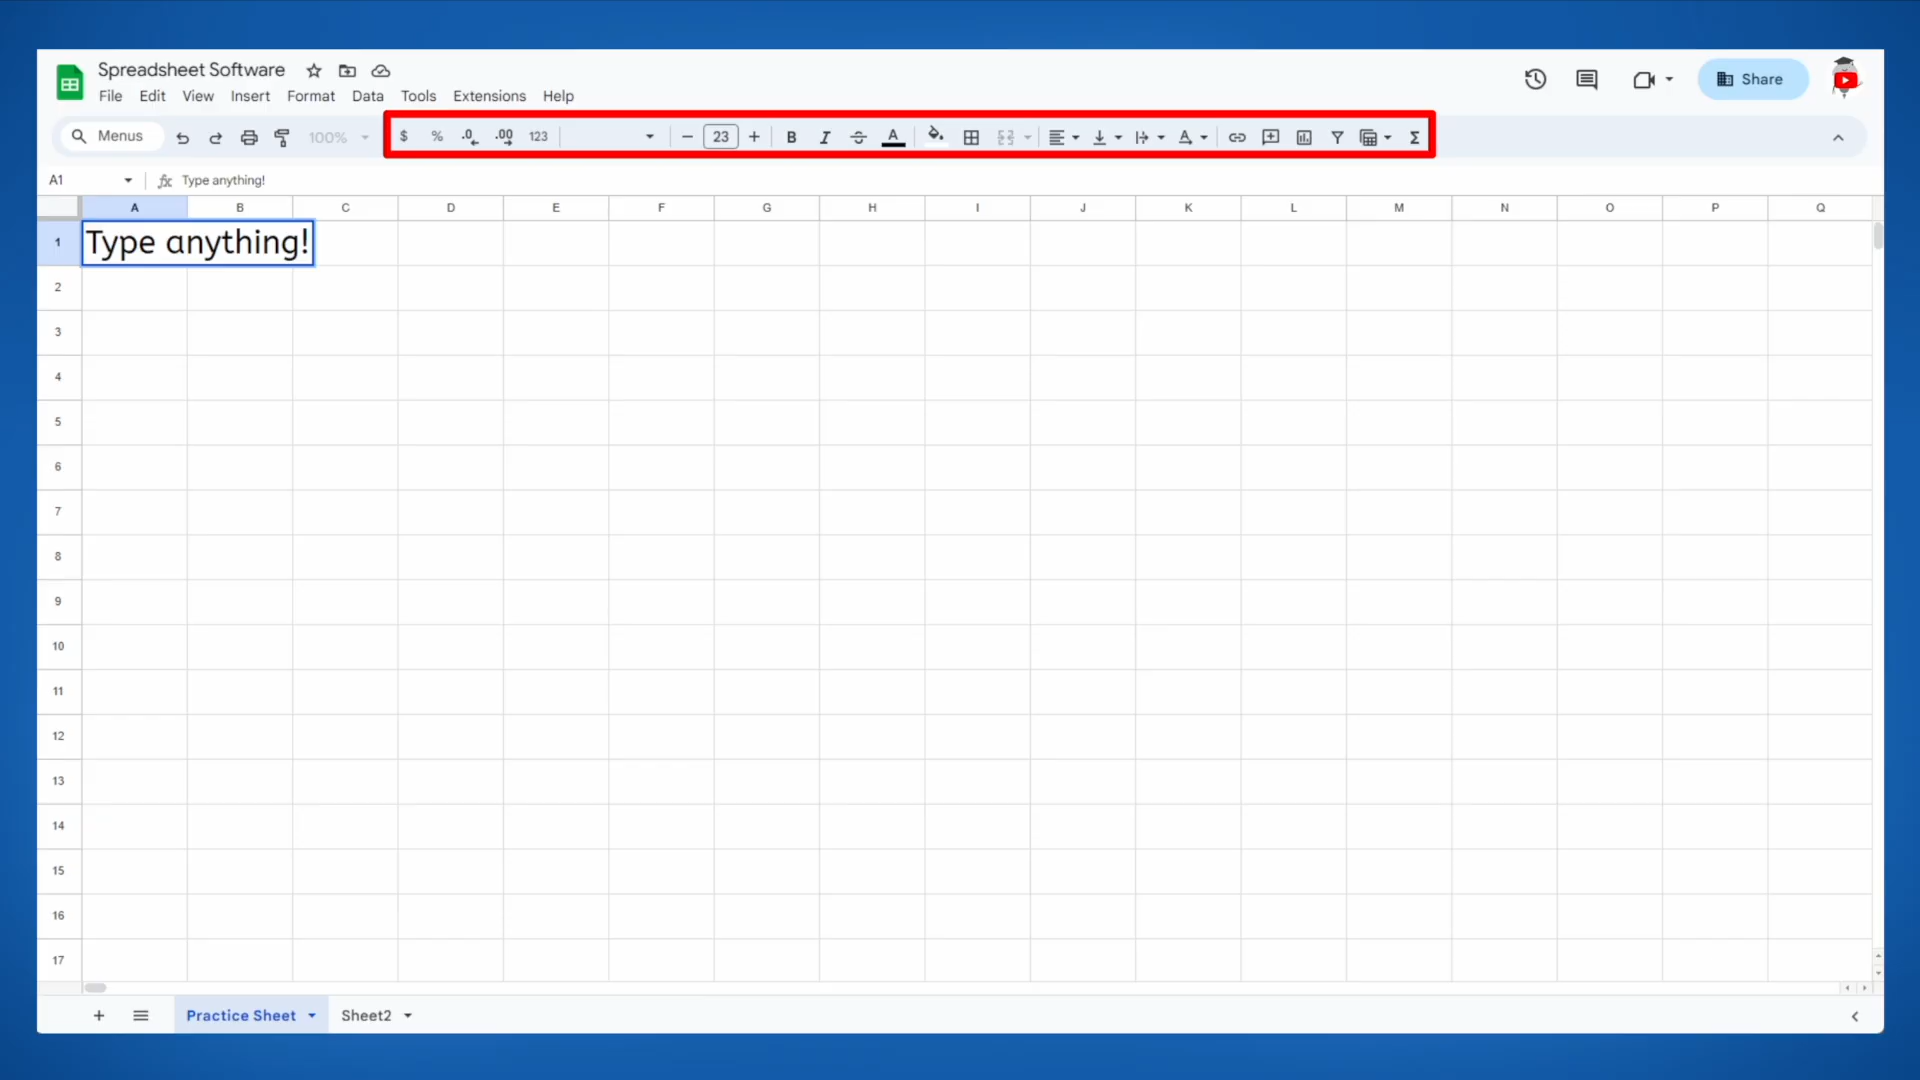 Spreadsheet Software
File Edit View Insert Format Data Tools Extensions Help
Share
Menus 100% $ % .0 .00 123 23 B I A A Σ
A1 fx Type anything!
A B C D E F G H I J K L M N O P Q
1 Type anything!
2
3
4
5
6
7
8
9
10
11
12
13
14
15
16
17
Practice Sheet Sheet2